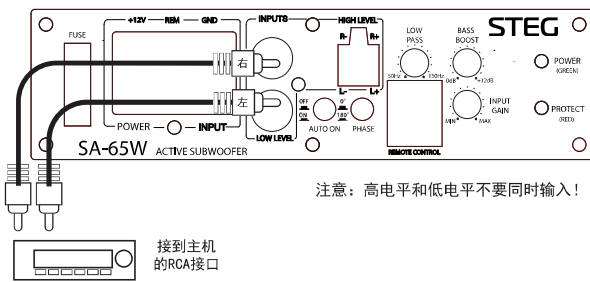 +12V REM GND
INPUTS
HIGH LEVEL
STEG
FUSE
R- R+
LOW PASS
BASS BOOST
右
POWER
(GREEN)
L- L+
50Hz 150Hz
0dB +12dB
左
OFF
ON
0°
180°
INPUT GAIN
MIN MAX
PROTECT
(RED)
POWER
INPUT
LOW LEVEL
AUTO ON
PHASE
REMOTE CONTROL
SA-65W ACTIVE SUBWOOFER
注意：高电平和低电平不要同时输入！
接到主机
的RCA接口